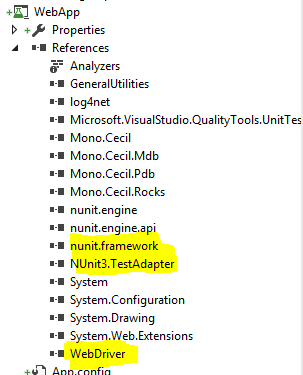 WebApp
Properties
References
Analyzers
GeneralUtilities
log4net
Microsoft.VisualStudio.QualityTools.UnitTes
Mono.Cecil
Mono.Cecil.Mdb
Mono.Cecil.Pdb
Mono.Cecil.Rocks
nunit.engine
nunit.engine.api
nunit.framework
NUnit3.TestAdapter
System
System.Configuration
System.Drawing
System.Web.Extensions
WebDriver
App.config